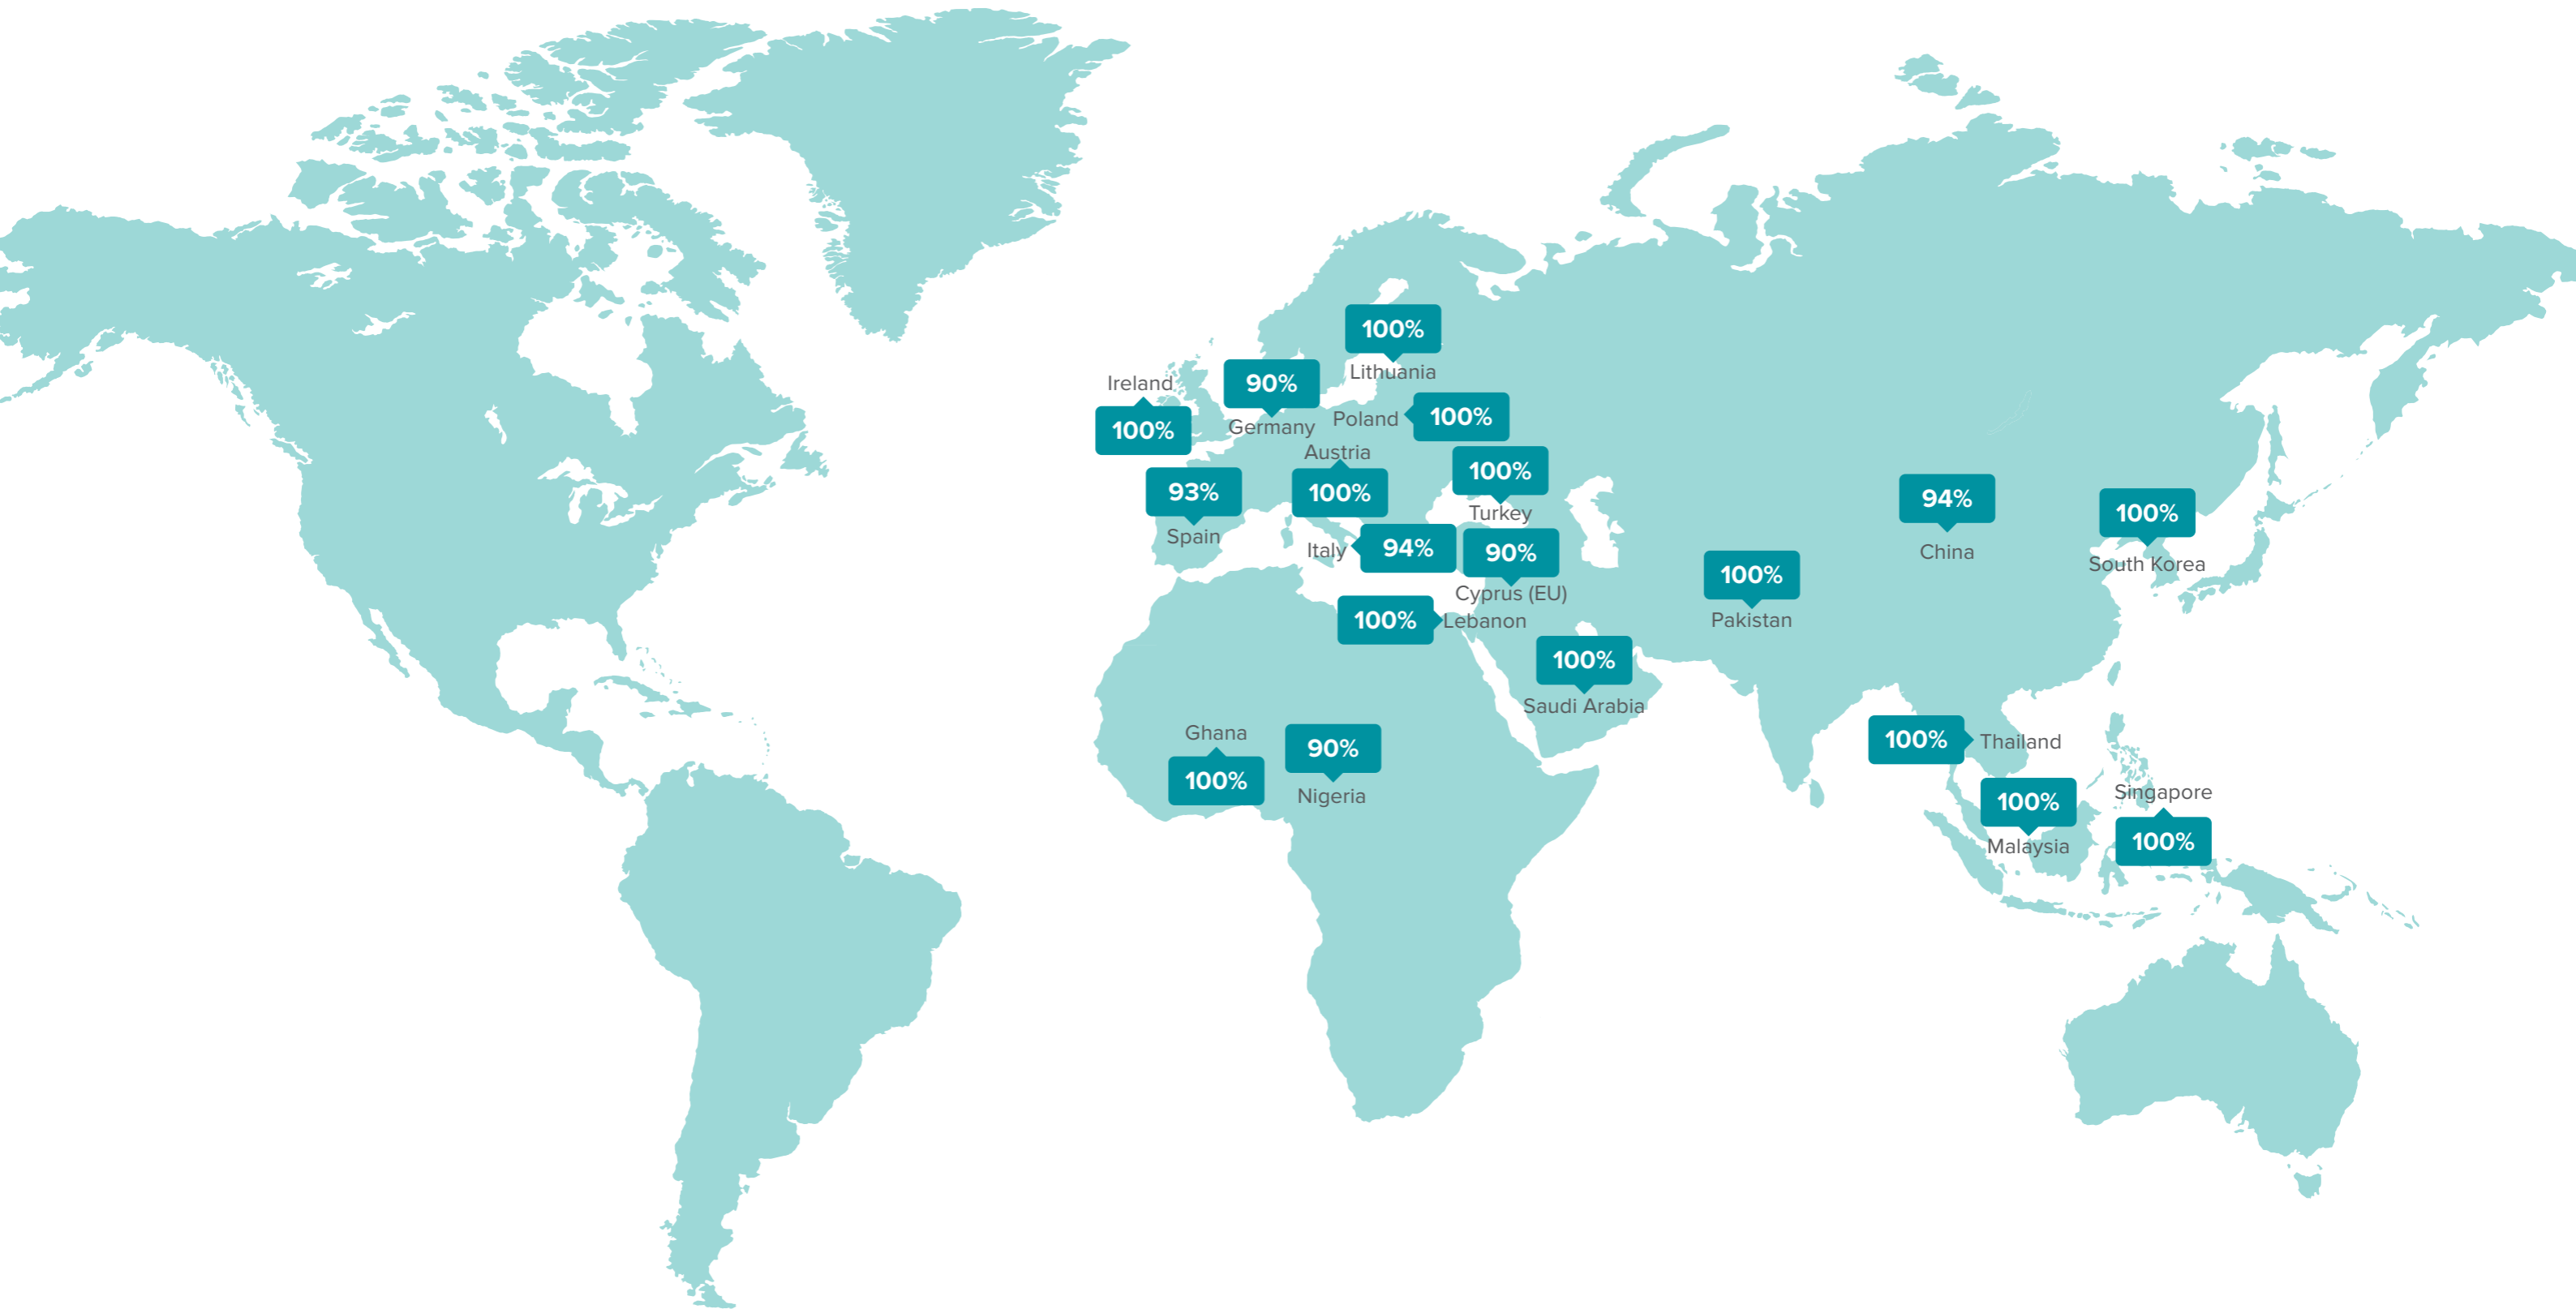 100%
Lithuania
Ireland
100%
90%
Germany
Poland
100%
Austria
100%
100%
Turkey
93%
Spain
Italy
94%
90%
Cyprus (EU)
100%
Lebanon
94%
China
100%
South Korea
100%
Pakistan
100%
Saudi Arabia
Ghana
100%
90%
Nigeria
100%
Thailand
100%
Malaysia
Singapore
100%